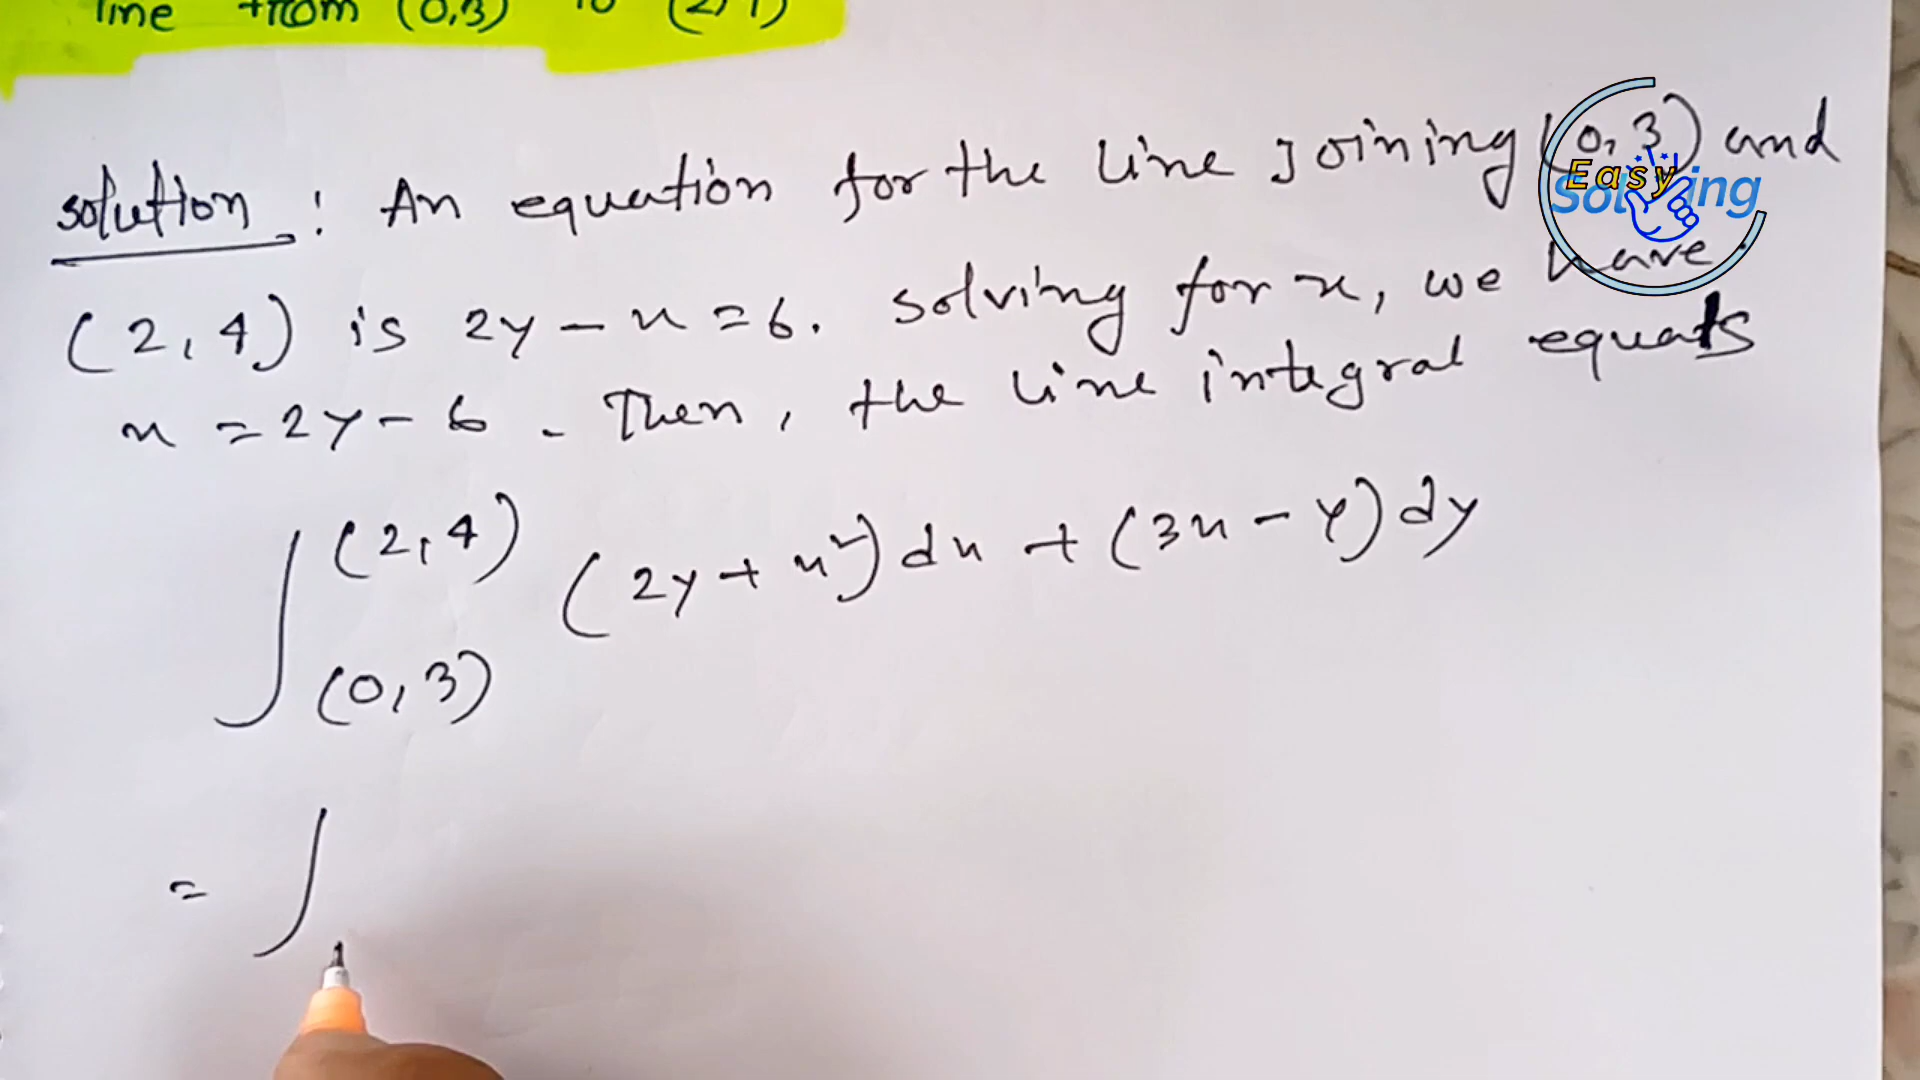 line from (0,3) to (2,4)
solution : An equation for the line Joining (0,3) and
(2,4) is 2y - x = 6. solving for x, we have
x = 2y - 6. Then, the line integral equals
∫ (2,4) (0,3) (2y + x²) dx + (3x - y) dy
= ∫
Easy Solving